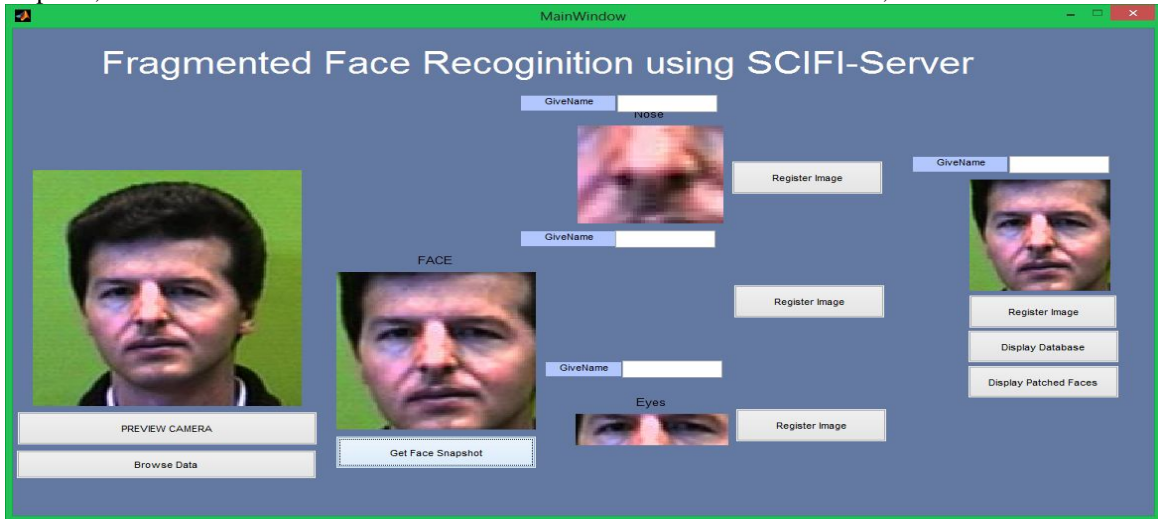 MainWindow
Fragmented Face Recoginition using SCIFI-Server
GiveName
Nose
Register Image
GiveName
FACE
Register Image
GiveName
Eyes
Register Image
GiveName
Register Image
Display Database
Display Patched Faces
PREVIEW CAMERA
Browse Data
Get Face Snapshot